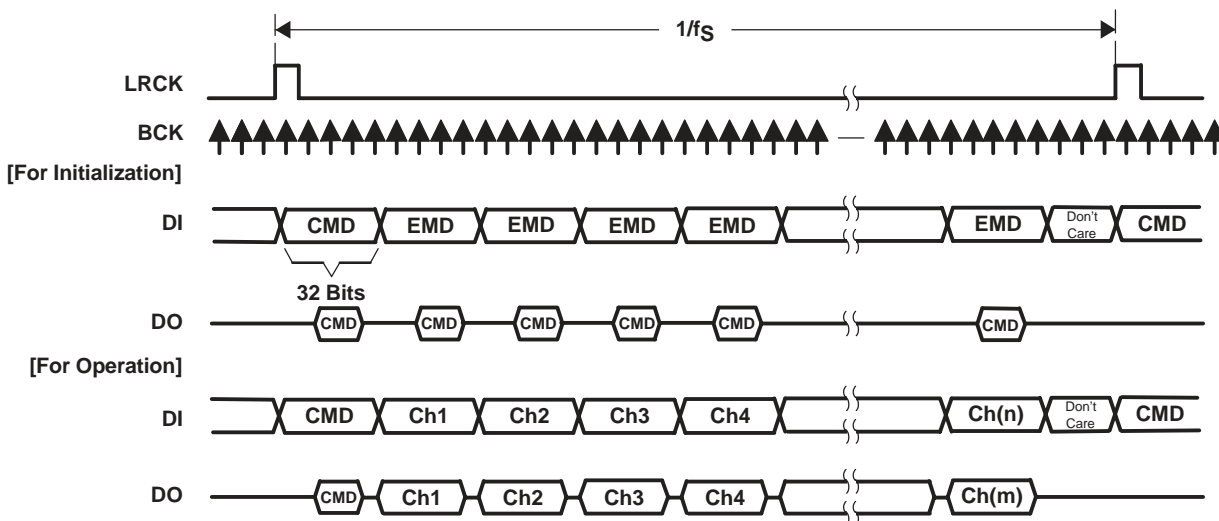 1/fS
LRCK
BCK
[For Initialization]
DI CMD EMD EMD EMD EMD EMD Don't Care CMD
32 Bits
DO CMD CMD CMD CMD CMD CMD
[For Operation]
DI CMD Ch1 Ch2 Ch3 Ch4 Ch(n) Don't Care CMD
DO CMD Ch1 Ch2 Ch3 Ch4 Ch(m)